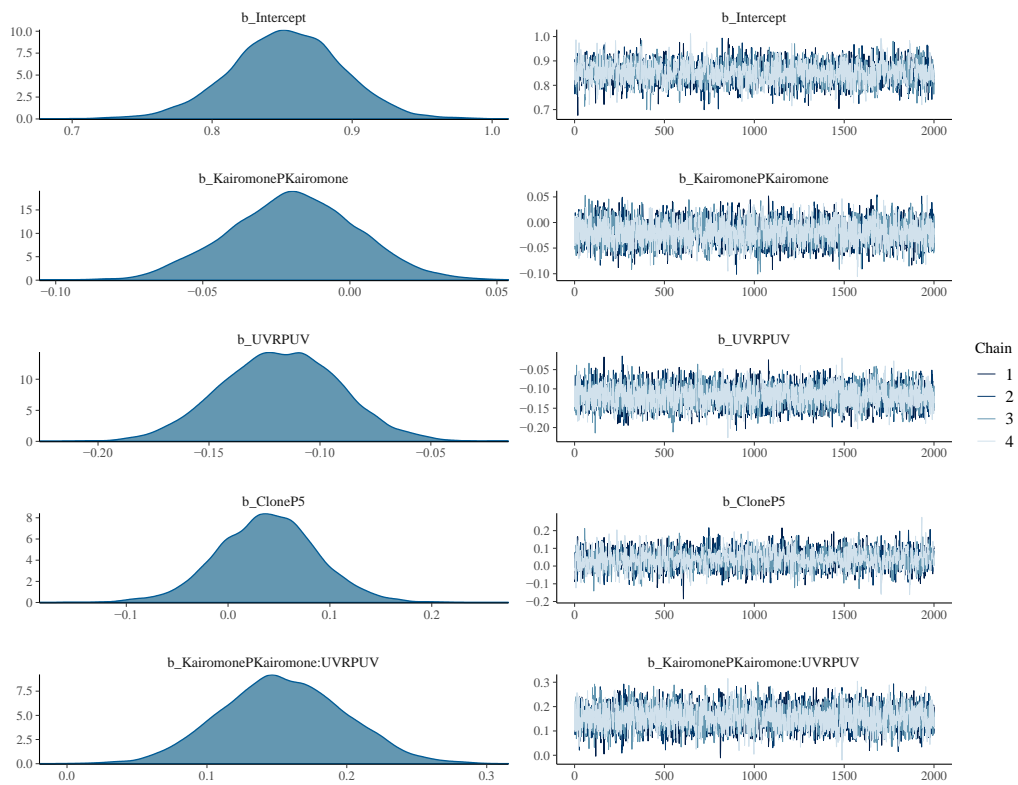 b_Intercept
10.0
7.5
5.0
2.5
0.0
0.7 0.8 0.9 1.0
b_Intercept
1.0
0.9
0.8
0.7
0 500 1000 1500 2000
b_KairomonePKairomone
15
10
5
0
−0.10 −0.05 0.00 0.05
b_KairomonePKairomone
0.05
0.00
−0.05
−0.10
0 500 1000 1500 2000
b_UVRPUV
10
5
0
−0.20 −0.15 −0.10 −0.05
b_UVRPUV
−0.05
−0.10
−0.15
−0.20
0 500 1000 1500 2000
Chain
1
2
3
4
b_CloneP5
8
6
4
2
0
−0.1 0.0 0.1 0.2
b_CloneP5
0.2
0.1
0.0
−0.1
−0.2
0 500 1000 1500 2000
b_KairomonePKairomone:UVRPUV
7.5
5.0
2.5
0.0
0.0 0.1 0.2 0.3
b_KairomonePKairomone:UVRPUV
0.3
0.2
0.1
0.0
0 500 1000 1500 2000